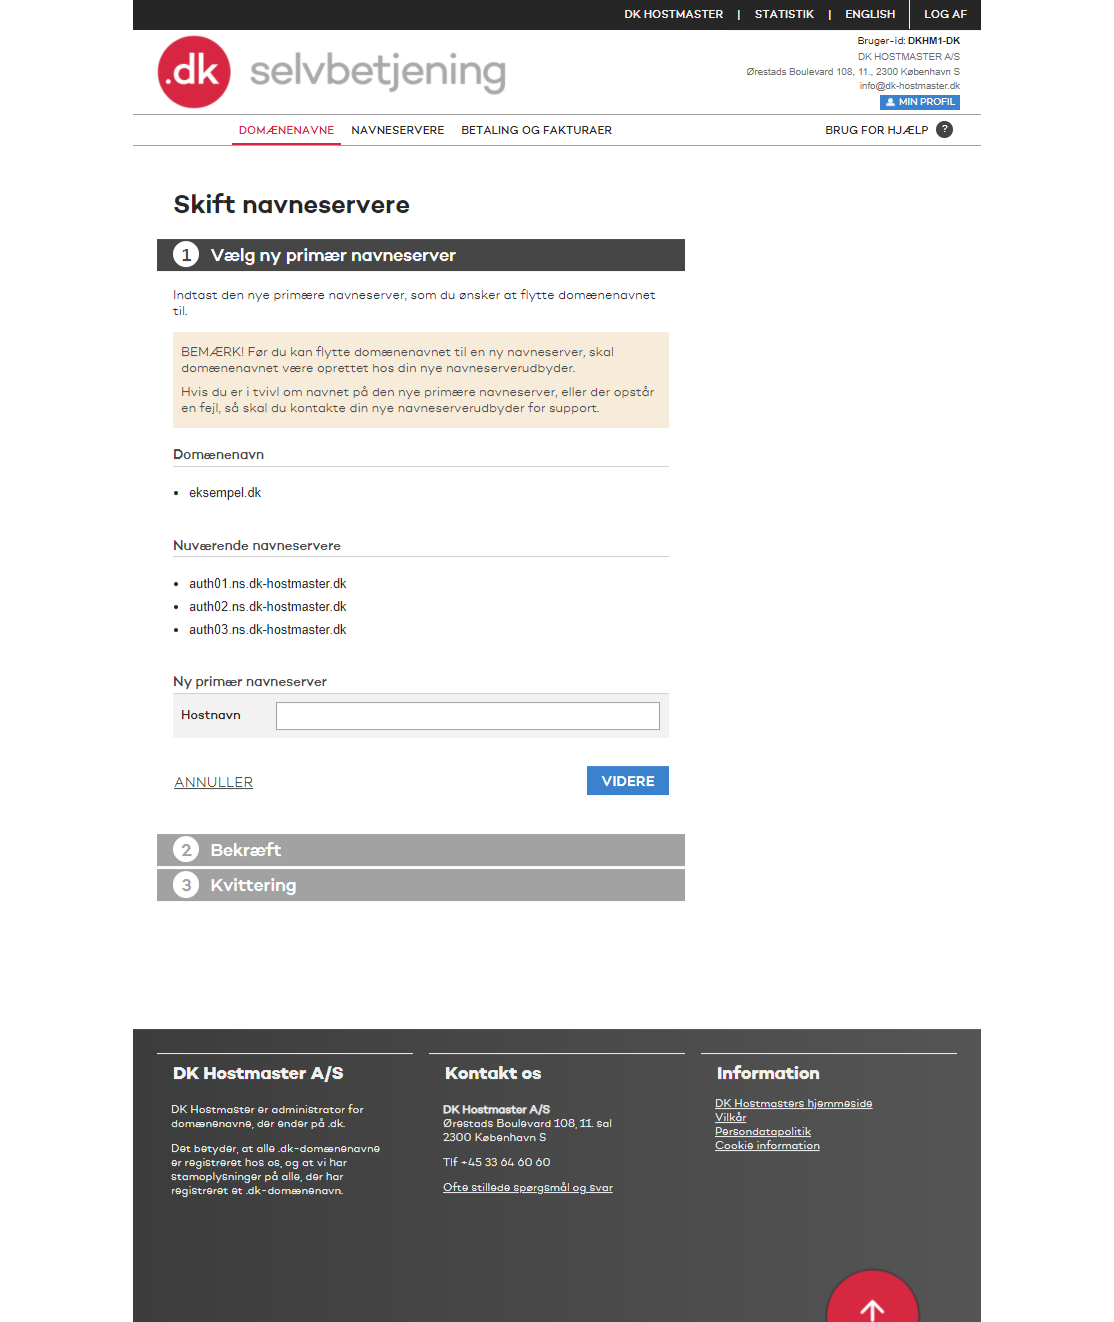 DK HOSTMASTER | STATISTIK | ENGLISH LOG AF
.dk selvbetjening
Bruger-id: DKHM1-DK
DK HOSTMASTER A/S
Ørestads Boulevard 108, 11., 2300 København S
info@dk-hostmaster.dk
MIN PROFIL
DOMÆNENAVNE NAVNESERVERE BETALING OG FAKTURAER BRUG FOR HJÆLP ?
Skift navneservere
1 Vælg ny primær navneserver
Indtast den nye primære navneserver, som du ønsker at flytte domænenavnet
til.
BEMÆRK! Før du kan flytte domænenavnet til en ny navneserver, skal
domænenavnet være oprettet hos din nye navneserverudbyder.
Hvis du er i tvivl om navnet på den nye primære navneserver, eller der opstår
en fejl, så skal du kontakte din nye navneserverudbyder for support.
Domænenavn
• eksempel.dk
Nuværende navneservere
• auth01.ns.dk-hostmaster.dk
• auth02.ns.dk-hostmaster.dk
• auth03.ns.dk-hostmaster.dk
Ny primær navneserver
Hostnavn
ANNULLER VIDERE
2 Bekræft
3 Kvittering
DK Hostmaster A/S
DK Hostmaster er administrator for
domænenavne, der ender på .dk.
Det betyder, at alle .dk-domænenavne
er registreret hos os, og at vi har
stamoplysninger på alle, der har
registreret et .dk-domænenavn.
Kontakt os
DK Hostmaster A/S
Ørestads Boulevard 108, 11. sal
2300 København S
Tlf +45 33 64 60 60
Ofte stillede spørgsmål og svar
Information
DK Hostmasters hjemmeside
Vilkår
Persondatapolitik
Cookie information